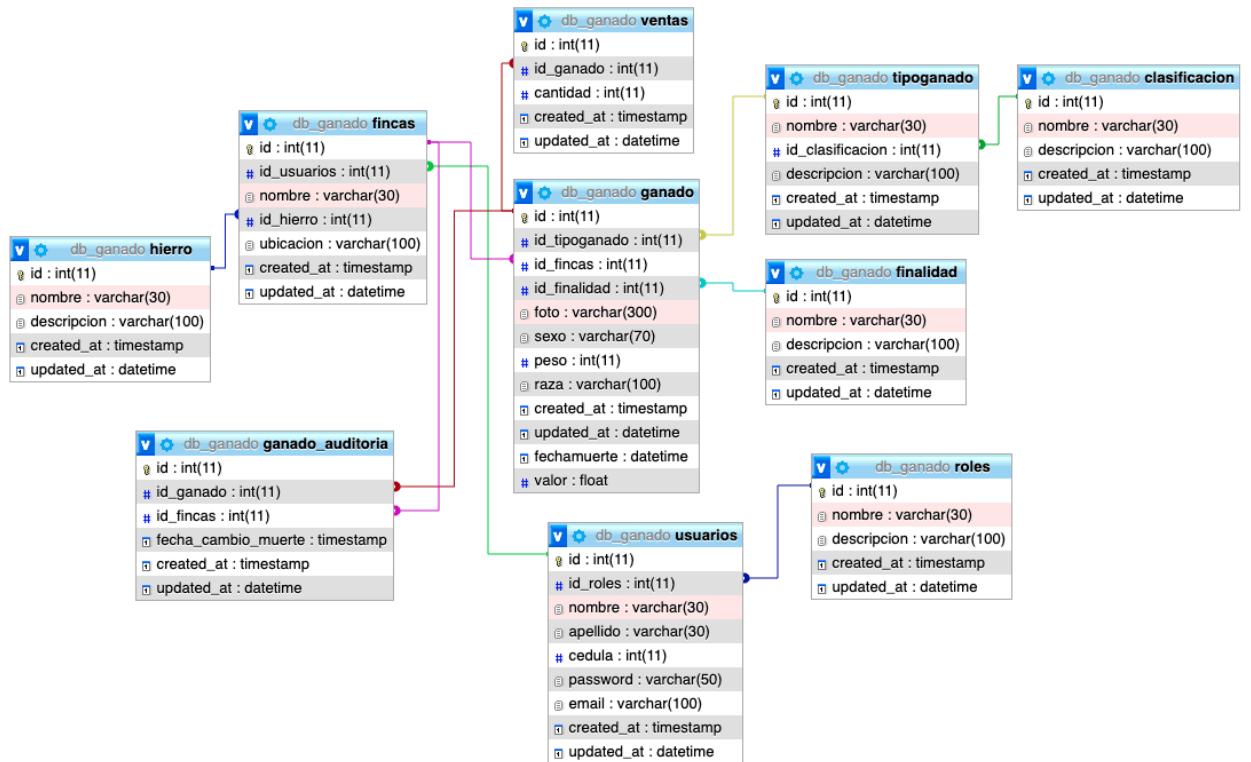 db_ganado ventas
id : int(11)
id_ganado : int(11)
cantidad : int(11)
created_at : timestamp
updated_at : datetime
db_ganado tipoganado
id : int(11)
nombre : varchar(30)
id_clasificacion : int(11)
descripcion : varchar(100)
created_at : timestamp
updated_at : datetime
db_ganado clasificacion
id : int(11)
nombre : varchar(30)
descripcion : varchar(100)
created_at : timestamp
updated_at : datetime
db_ganado fincas
id : int(11)
id_usuarios : int(11)
nombre : varchar(30)
id_hierro : int(11)
ubicacion : varchar(100)
created_at : timestamp
updated_at : datetime
db_ganado ganado
id : int(11)
id_tipoganado : int(11)
id_fincas : int(11)
id_finalidad : int(11)
foto : varchar(300)
sexo : varchar(70)
peso : int(11)
raza : varchar(100)
created_at : timestamp
updated_at : datetime
fechamuerte : datetime
valor : float
db_ganado hierro
id : int(11)
nombre : varchar(30)
descripcion : varchar(100)
created_at : timestamp
updated_at : datetime
db_ganado finalidad
id : int(11)
nombre : varchar(30)
descripcion : varchar(100)
created_at : timestamp
updated_at : datetime
db_ganado ganado_auditoria
id : int(11)
id_ganado : int(11)
id_fincas : int(11)
fecha_cambio_muerte : timestamp
created_at : timestamp
updated_at : datetime
db_ganado roles
id : int(11)
nombre : varchar(30)
descripcion : varchar(100)
created_at : timestamp
updated_at : datetime
db_ganado usuarios
id : int(11)
id_roles : int(11)
nombre : varchar(30)
apellido : varchar(30)
cedula : int(11)
password : varchar(50)
email : varchar(100)
created_at : timestamp
updated_at : datetime